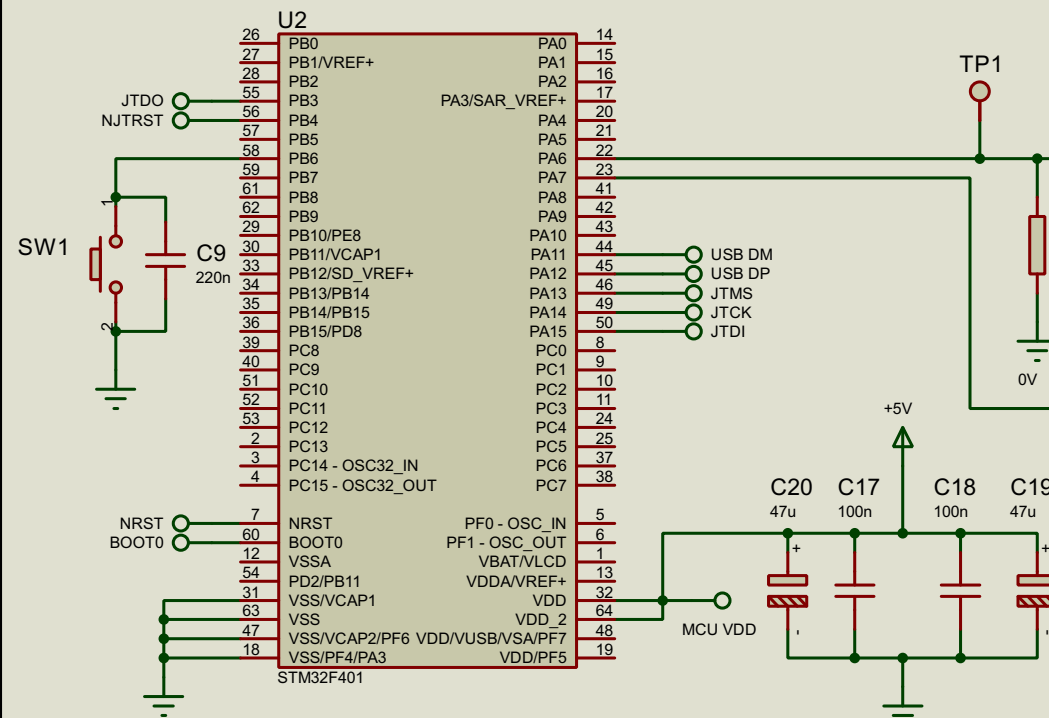 U2
26 PB0 PA0 14
27 PB1/VREF+ PA1 15
28 PB2 PA2 16
JTDO 55 PB3 PA3/SAR_VREF+ 17
NJTRST 56 PB4 PA4 20
57 PB5 PA5 21
58 PB6 PA6 22
59 PB7 PA7 23
61 PB8 PA8 41
62 PB9 PA9 42
29 PB10/PE8 PA10 43
30 PB11/VCAP1 PA11 44 USB DM
33 PB12/SD_VREF+ PA12 45 USB DP
34 PB13/PB14 PA13 46 JTMS
35 PB14/PB15 PA14 49 JTCK
36 PB15/PD8 PA15 50 JTDI
39 PC8 PC0 8
40 PC9 PC1 9
51 PC10 PC2 10
52 PC11 PC3 11
53 PC12 PC4 24
2 PC13 PC5 25
3 PC14 - OSC32_IN PC6 37
4 PC15 - OSC32_OUT PC7 38
NRST 7 NRST PF0 - OSC_IN 5
BOOT0 60 BOOT0 PF1 - OSC_OUT 6
12 VSSA VBAT/VLCD 1
54 PD2/PB11 VDDA/VREF+ 13
31 VSS/VCAP1 VDD 32
63 VSS VDD_2 64
47 VSS/VCAP2/PF6 VDD/VUSB/VSA/PF7 48
18 VSS/PF4/PA3 VDD/PF5 19
STM32F401
SW1
1
2
C9
220n
TP1
0V
+5V
MCU VDD
C20
47u
+
-
C17
100n
C18
100n
C19
47u
+
-